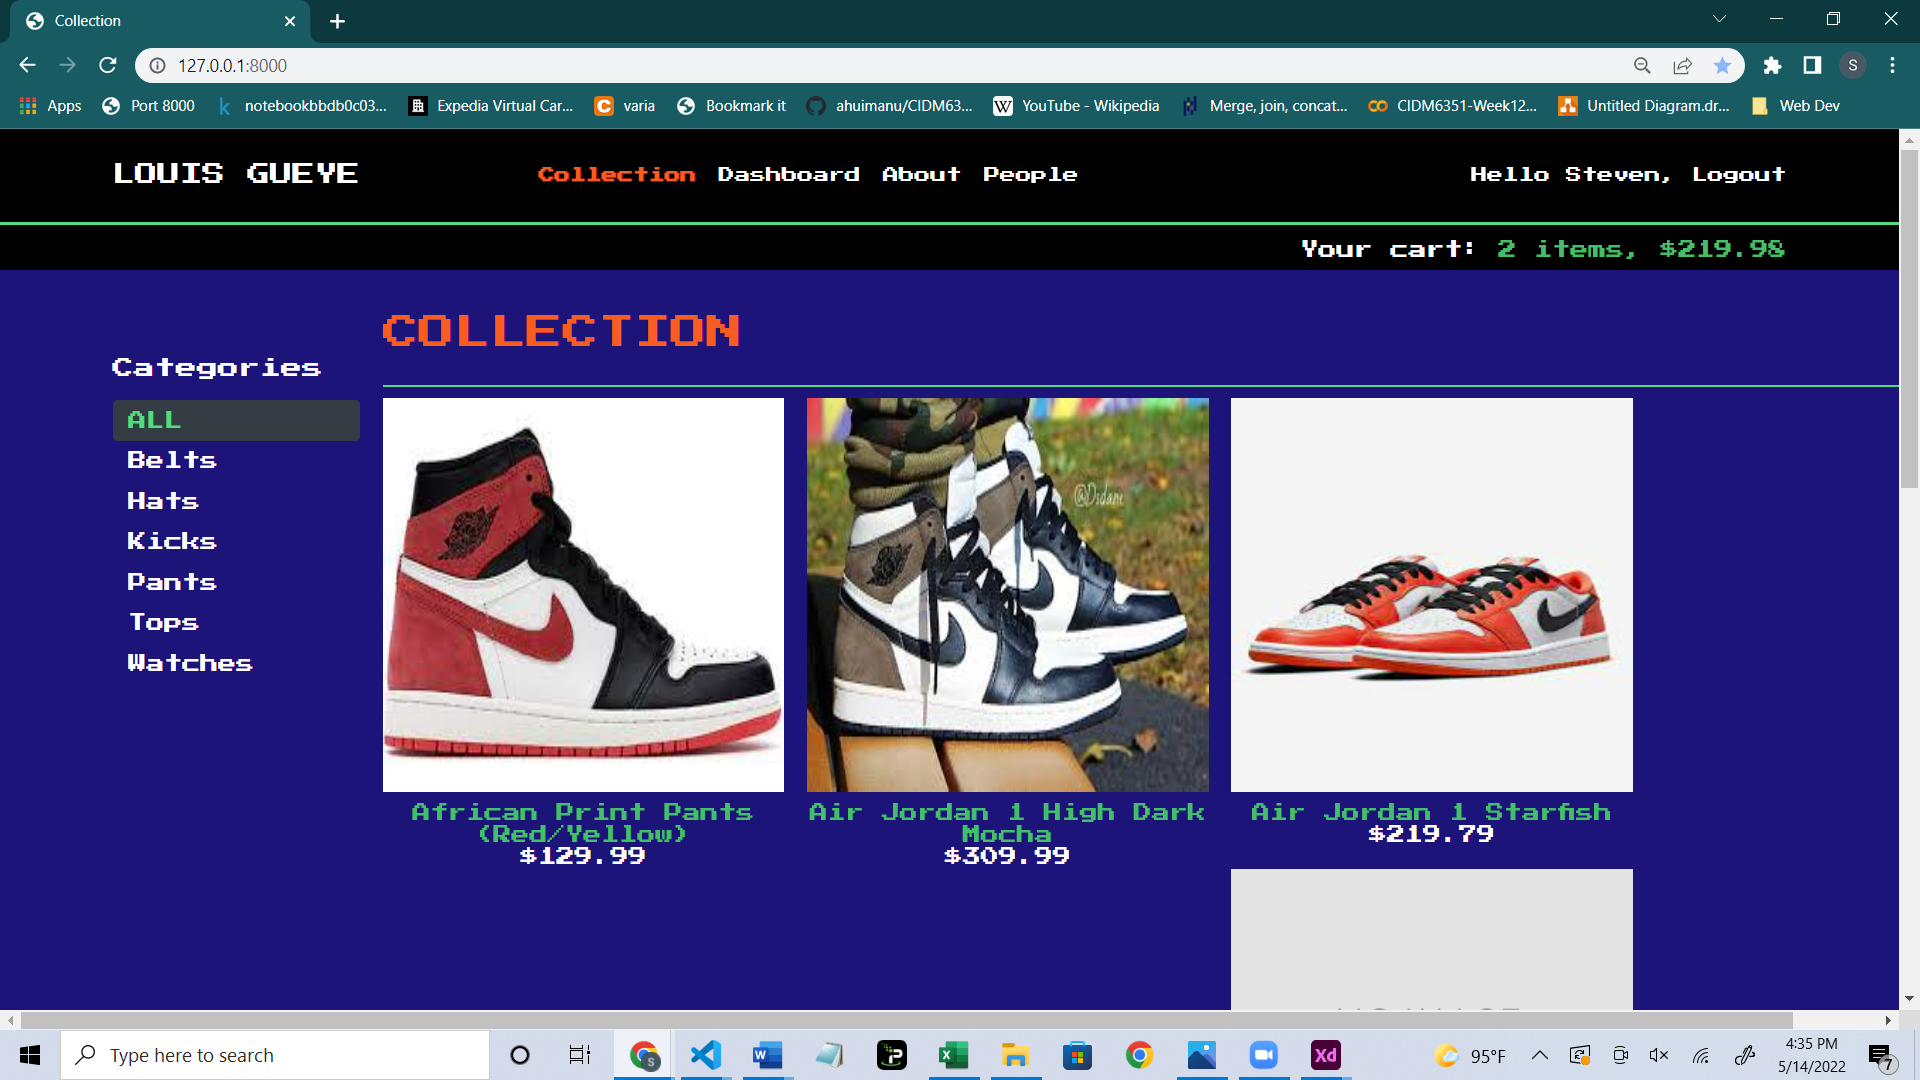 Collection
127.0.0.1:8000
S
Apps Port 8000 notebookbbdb0c03... Expedia Virtual Car... varia Bookmark it ahuimanu/CIDM63... YouTube - Wikipedia Merge, join, concat... CIDM6351-Week12... Untitled Diagram.dr... Web Dev
LOUIS GUEYE Collection Dashboard About People Hello Steven, Logout
Your cart: 2 items, $219.98
COLLECTION
Categories
ALL
Belts
Hats
Kicks
Pants
Tops
Watches
@Didane
African Print Pants
(Red/Yellow)
$129.99
Air Jordan 1 High Dark
Mocha
$309.99
Air Jordan 1 Starfish
$219.79
Type here to search
95°F
4:35 PM
5/14/2022
7